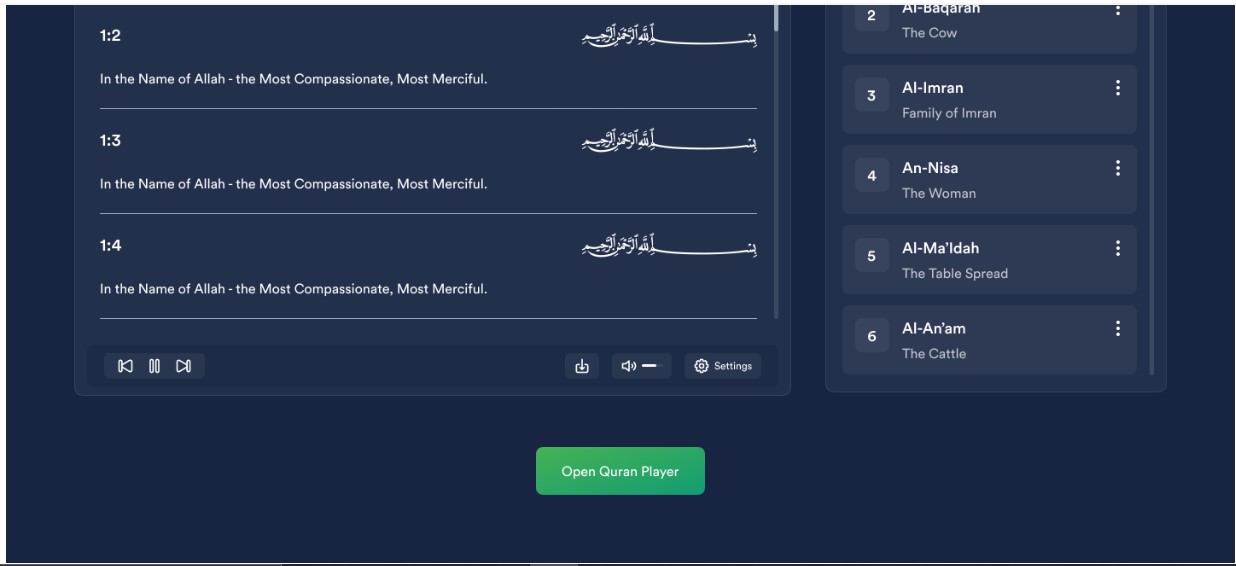 1:2
بِسْمِ ٱللَّهِ ٱلرَّحْمَٰنِ ٱلرَّحِيمِ
In the Name of Allah - the Most Compassionate, Most Merciful.
1:3
بِسْمِ ٱللَّهِ ٱلرَّحْمَٰنِ ٱلرَّحِيمِ
In the Name of Allah - the Most Compassionate, Most Merciful.
1:4
بِسْمِ ٱللَّهِ ٱلرَّحْمَٰنِ ٱلرَّحِيمِ
In the Name of Allah - the Most Compassionate, Most Merciful.
Settings
2
Al-Baqarah
The Cow
3
Al-Imran
Family of Imran
4
An-Nisa
The Woman
5
Al-Ma'Idah
The Table Spread
6
Al-An'am
The Cattle
Open Quran Player